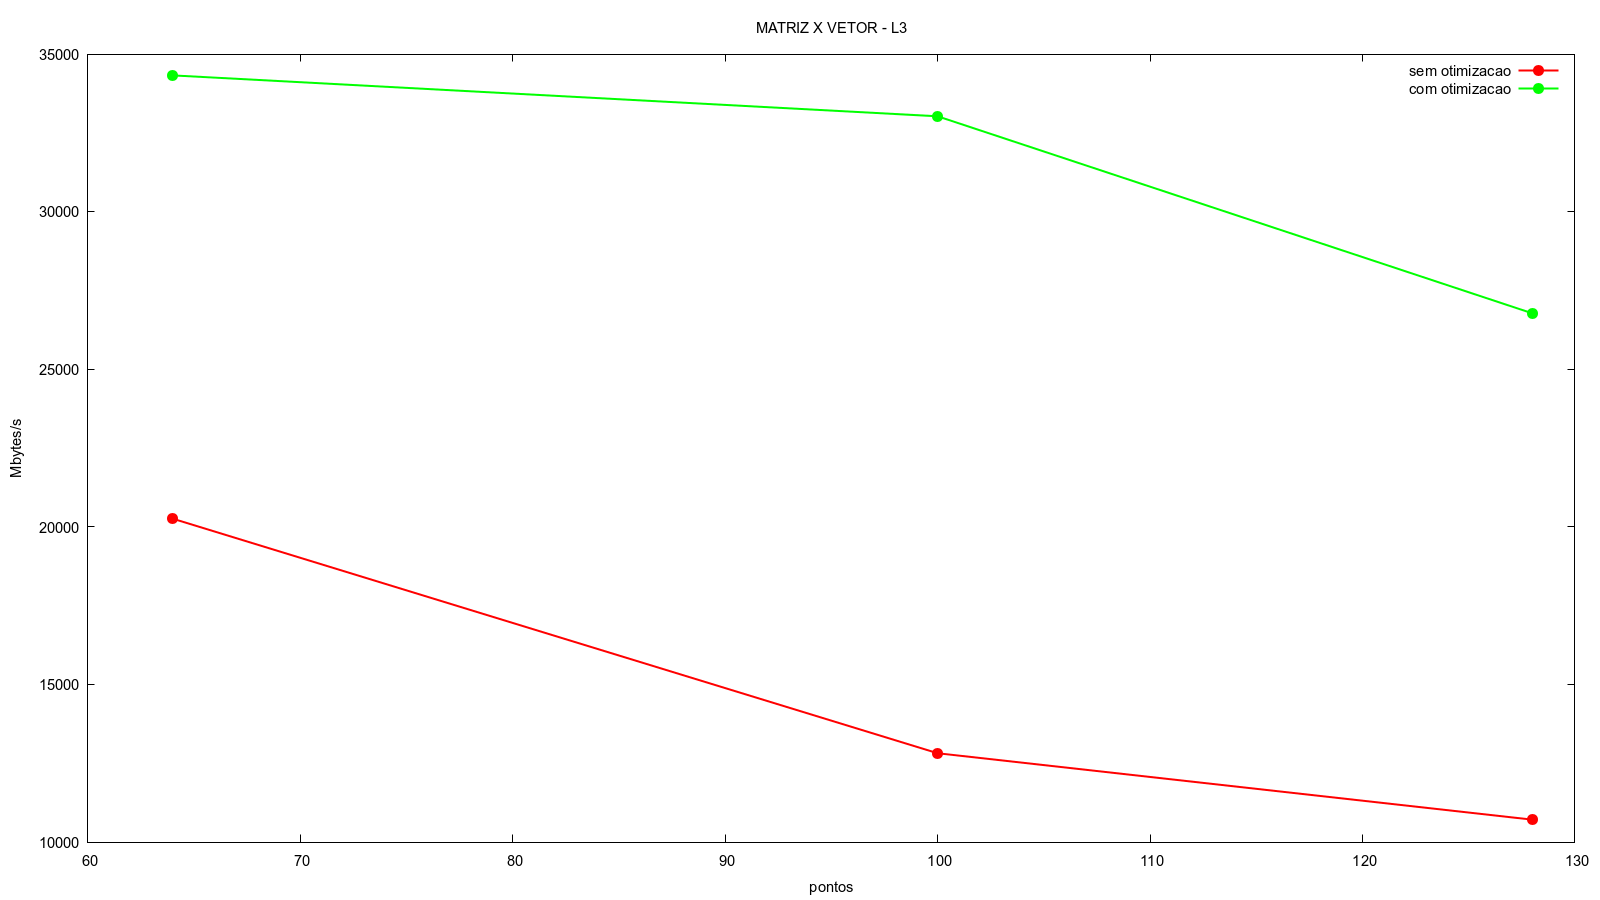 MATRIZ X VETOR - L3
35000
30000
25000
20000
15000
10000
Mbytes/s
sem otimizacao
com otimizacao
60 70 80 90 100 110 120 130
pontos